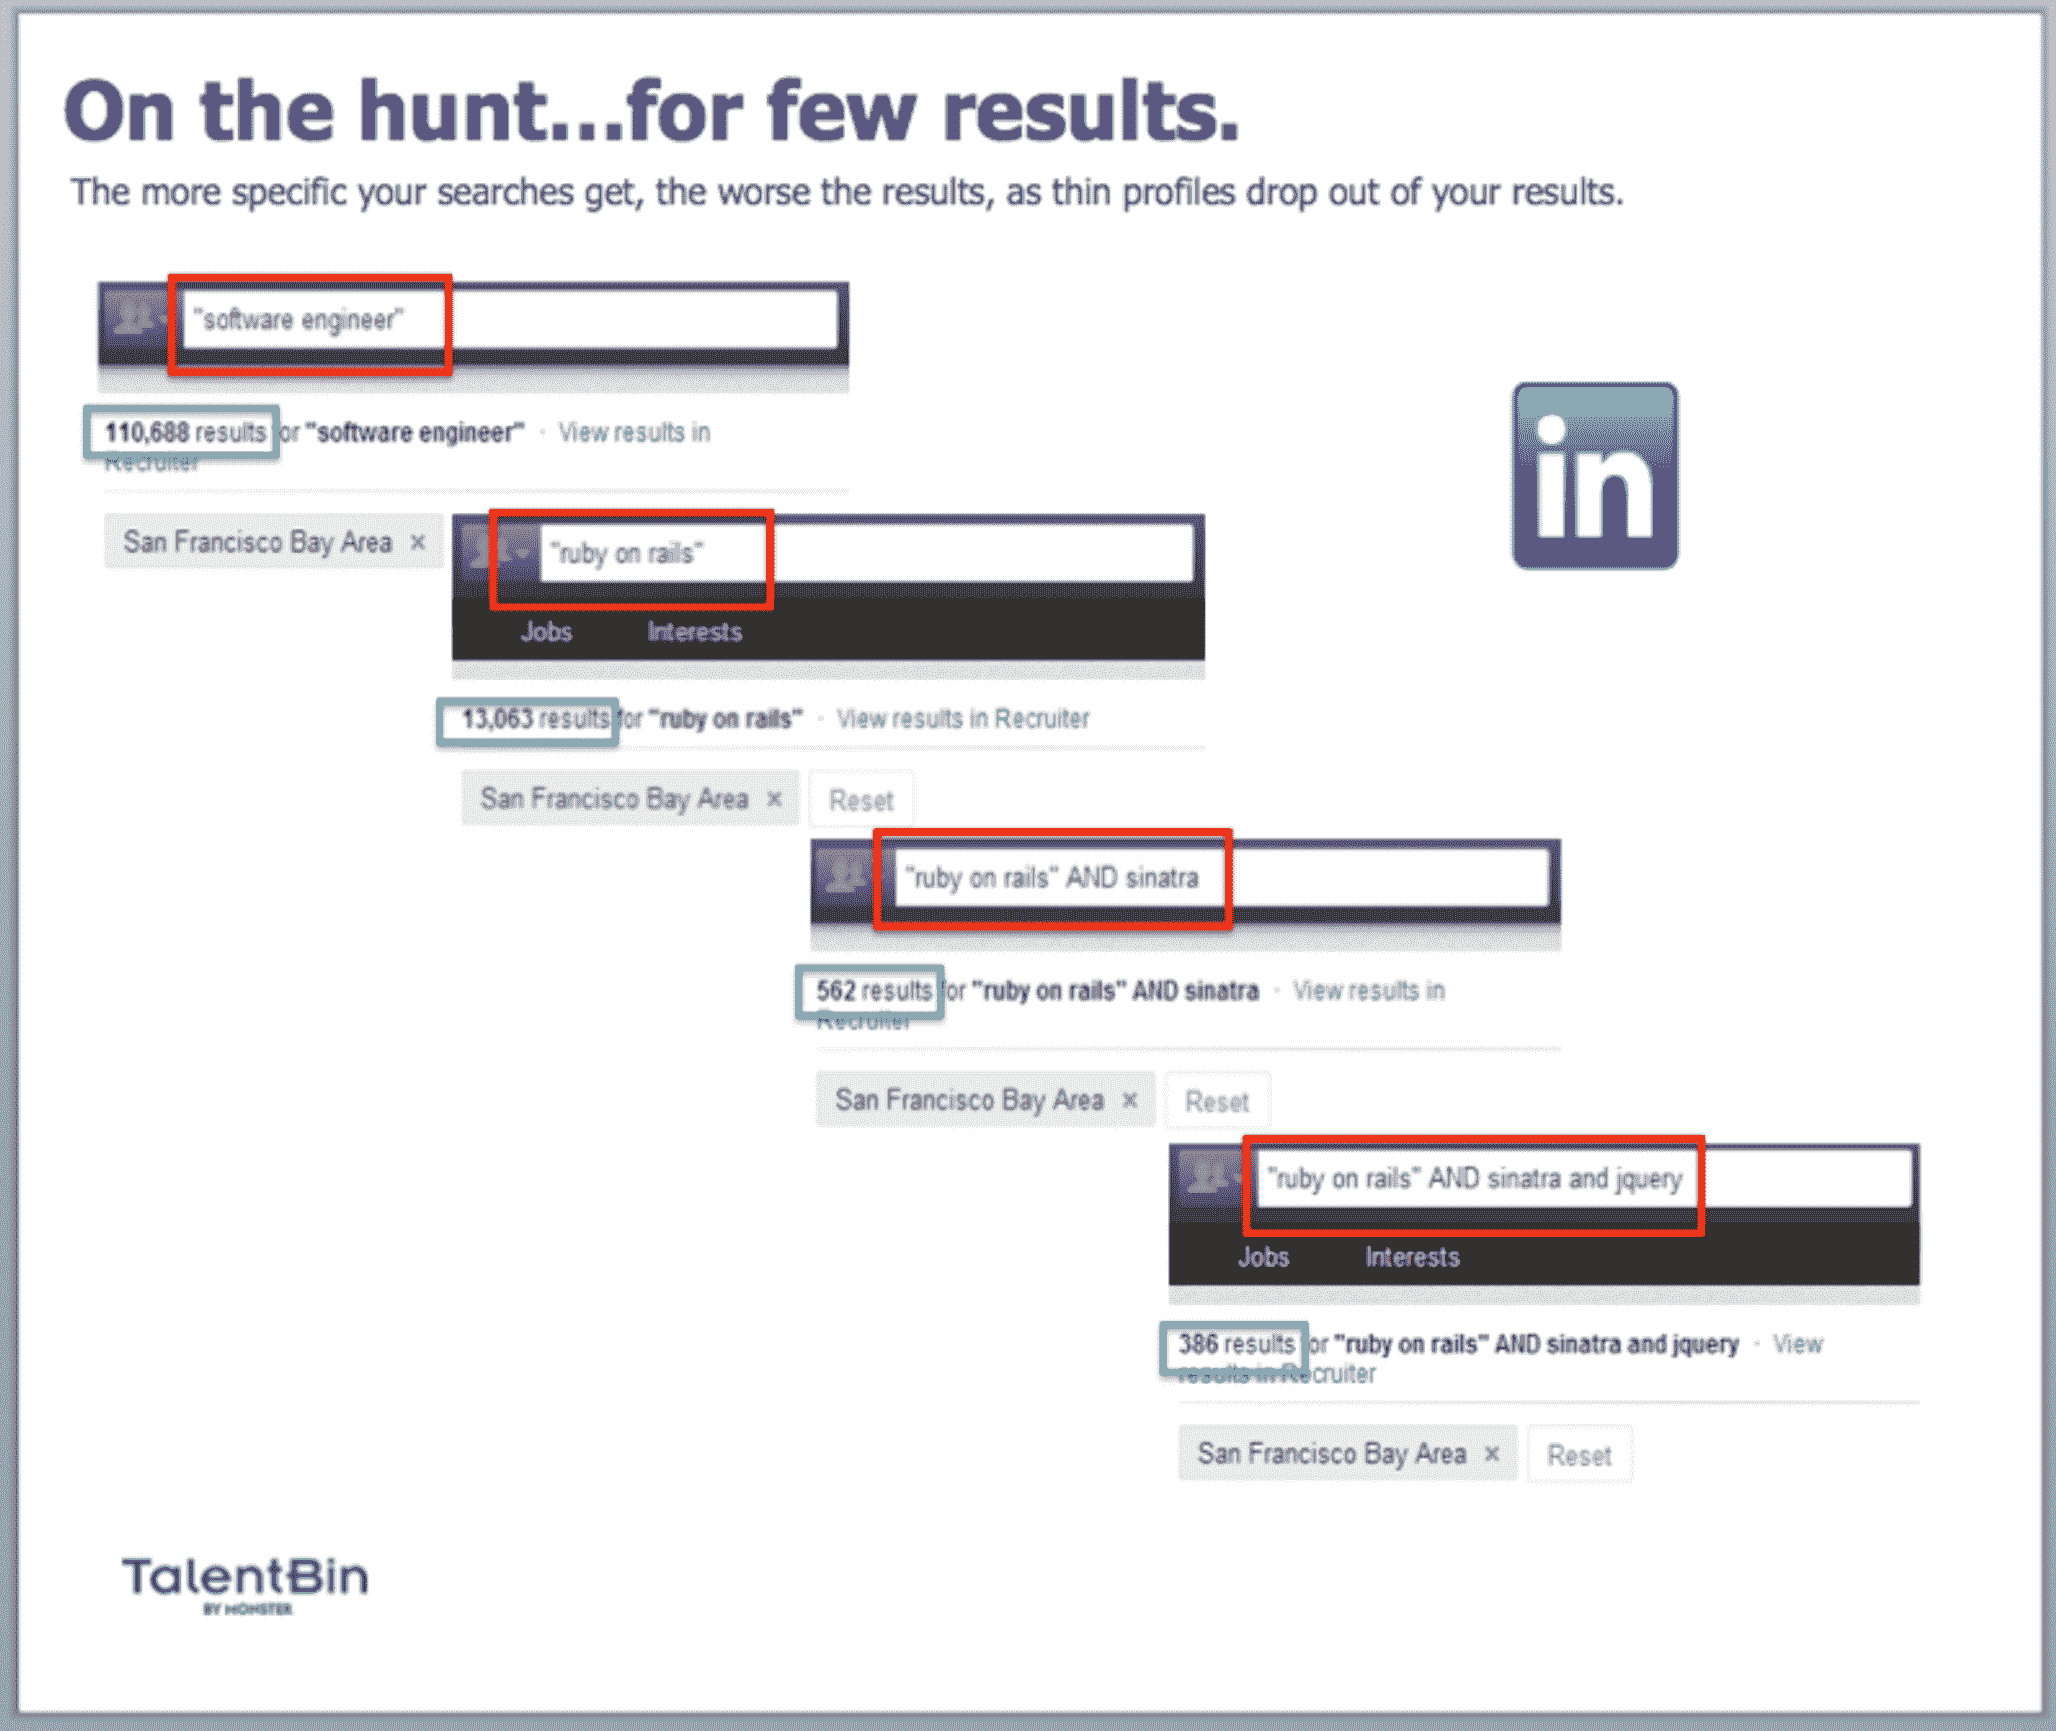 On the hunt...for few results.
The more specific your searches get, the worse the results, as thin profiles drop out of your results.
"software engineer"
110,688 results for "software engineer" · View results in
Recruiter
San Francisco Bay Area ×
in
"ruby on rails"
Jobs Interests
13,063 results for "ruby on rails" · View results in Recruiter
San Francisco Bay Area × Reset
"ruby on rails" AND sinatra
562 results for "ruby on rails" AND sinatra · View results in
Recruiter
San Francisco Bay Area × Reset
"ruby on rails" AND sinatra and jquery
Jobs Interests
386 results for "ruby on rails" AND sinatra and jquery · View
results in Recruiter
San Francisco Bay Area × Reset
TalentBin
BY MONSTER